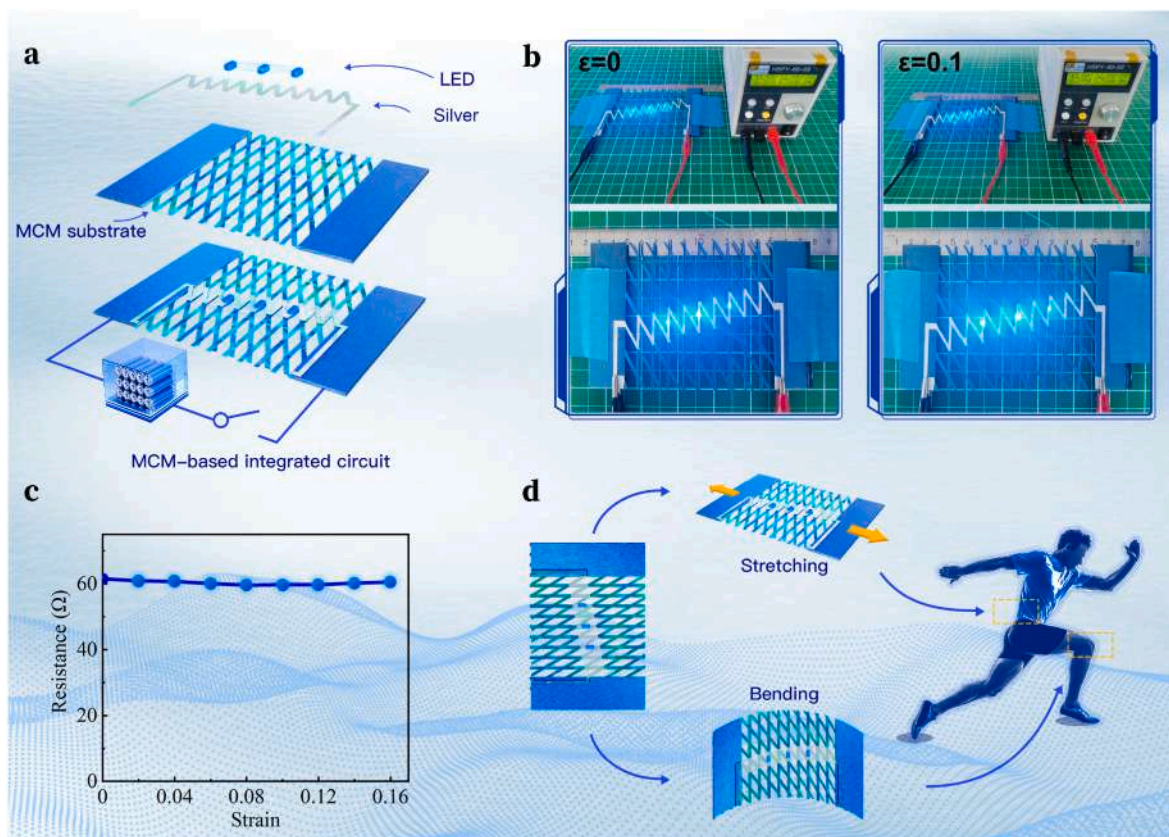 a
LED
Silver
MCM substrate
MCM–based integrated circuit
b
ε=0
ε=0.1
c
Resistance (Ω)
60
40
20
0
0 0.04 0.08 0.12 0.16
Strain
d
Stretching
Bending